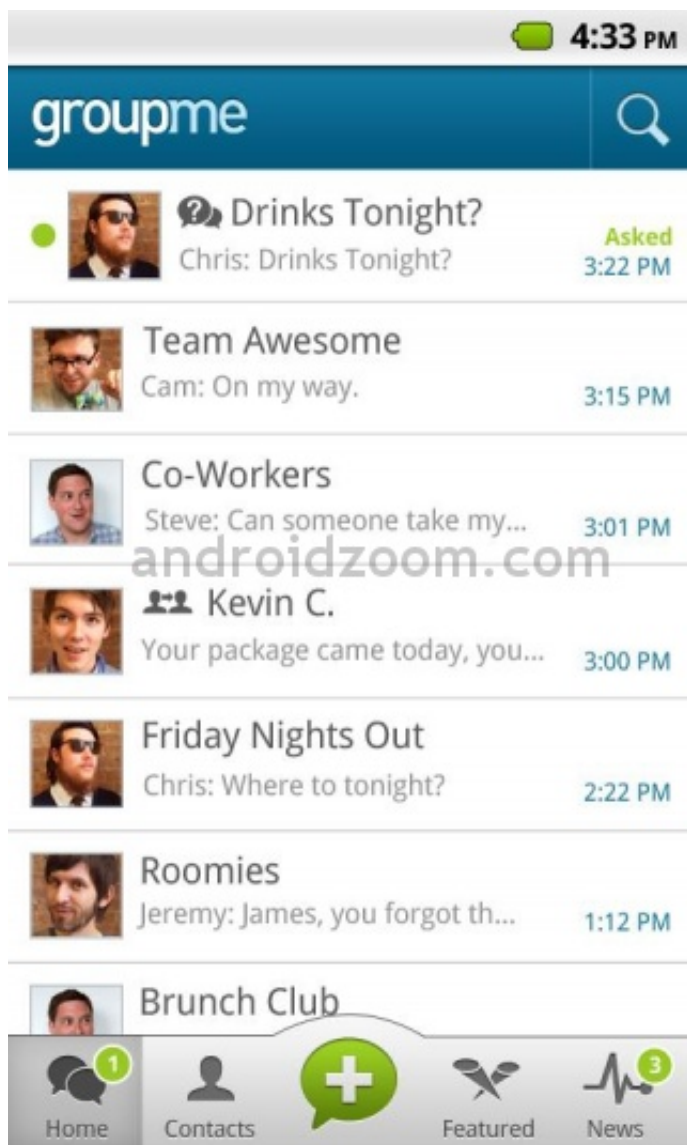 4:33 PM
groupme
Drinks Tonight?
Chris: Drinks Tonight?
Asked
3:22 PM
Team Awesome
Cam: On my way.
3:15 PM
Co-Workers
Steve: Can someone take my...
3:01 PM
androidzoom.com
Kevin C.
Your package came today, you...
3:00 PM
Friday Nights Out
Chris: Where to tonight?
2:22 PM
Roomies
Jeremy: James, you forgot th...
1:12 PM
Brunch Club
1
3
Home
Contacts
Featured
News